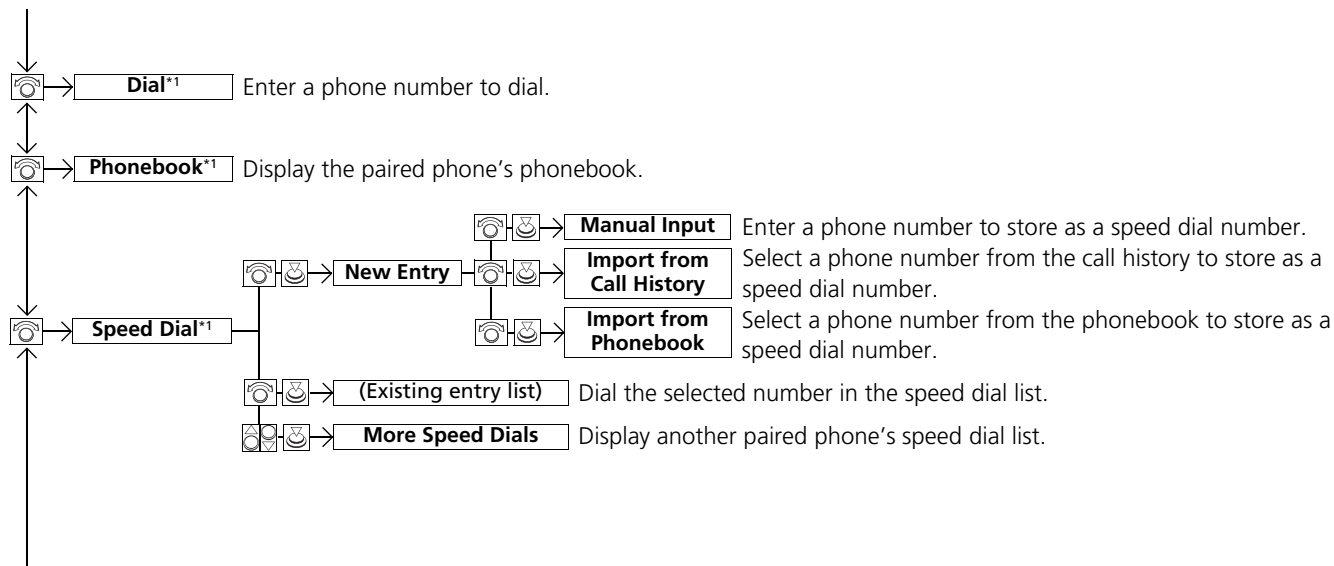 Dial*1 Enter a phone number to dial.
Phonebook*1 Display the paired phone’s phonebook.
Manual Input Enter a phone number to store as a speed dial number.
New Entry
Import from
Call History
Select a phone number from the call history to store as a
speed dial number.
Speed Dial*1
Import from
Phonebook
Select a phone number from the phonebook to store as a
speed dial number.
(Existing entry list) Dial the selected number in the speed dial list.
More Speed Dials Display another paired phone’s speed dial list.